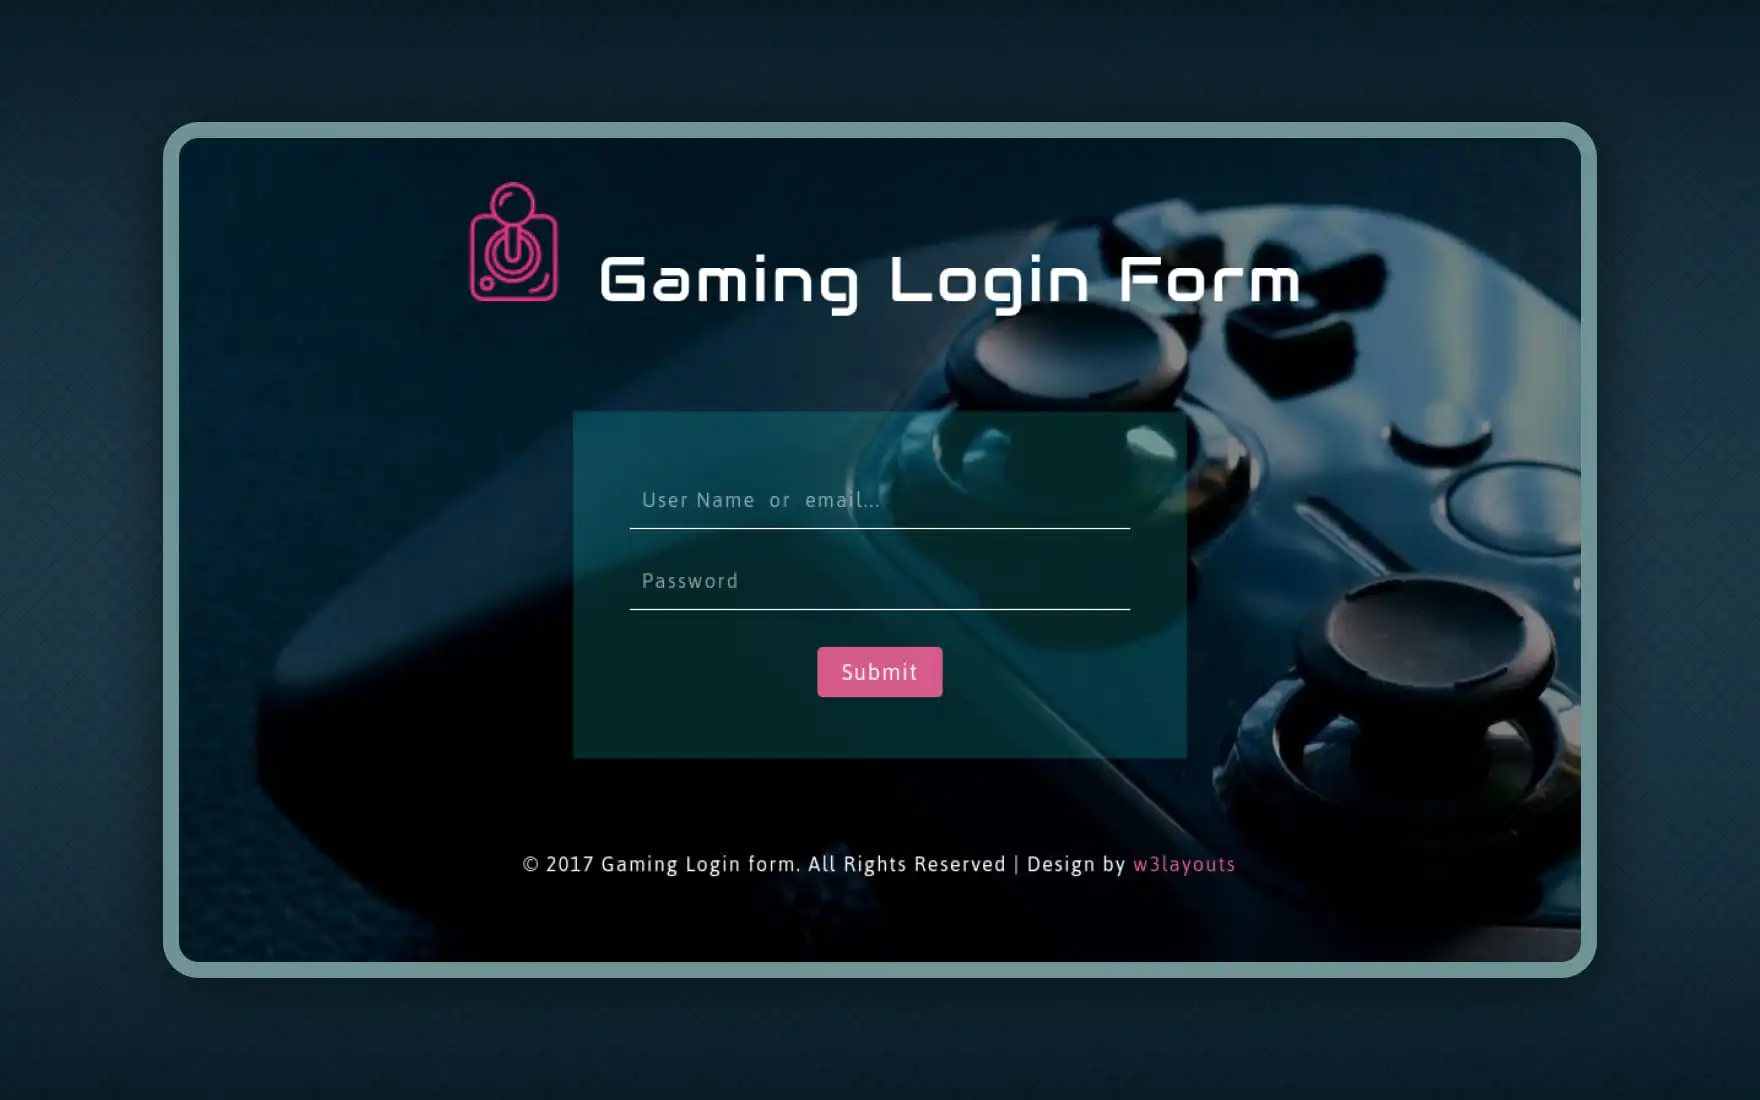 Gaming Login Form
User Name or email...
Password
Submit
© 2017 Gaming Login form. All Rights Reserved | Design by w3layouts